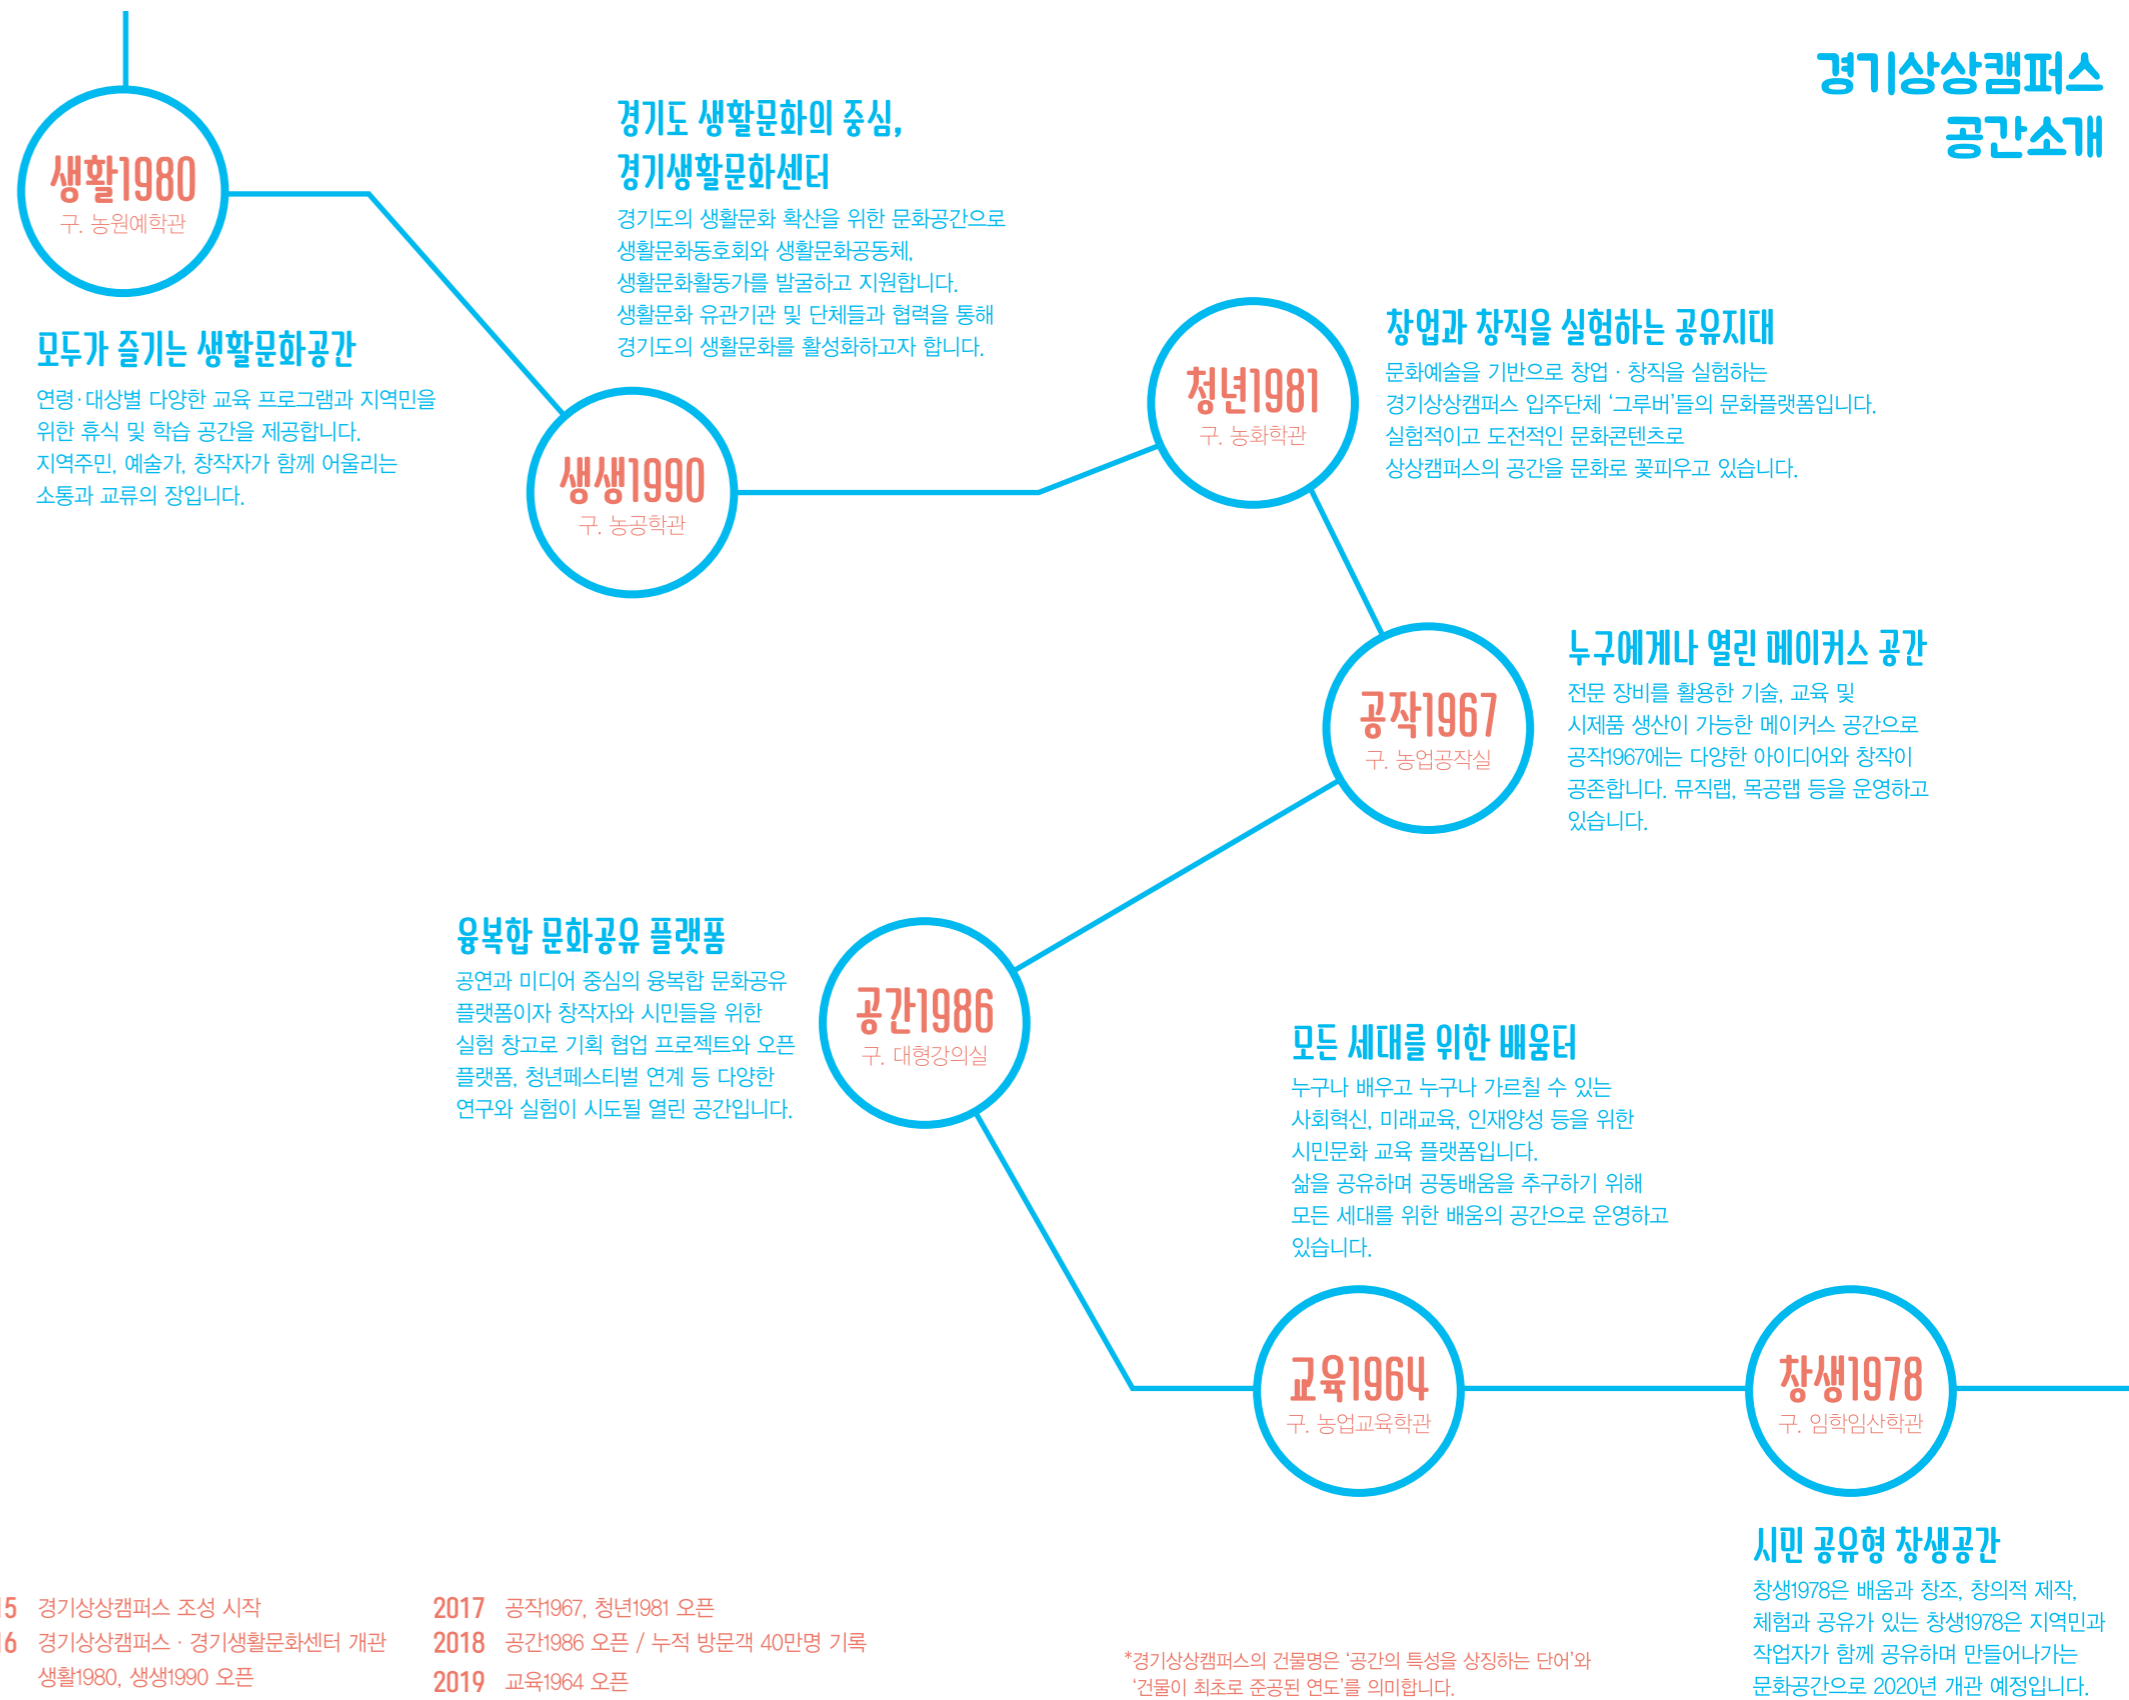 경기상상캠퍼스
공간소개
생활1980
구. 농원예학관
모두가 즐기는 생활문화공간
연령·대상별 다양한 교육 프로그램과 지역민을
위한 휴식 및 학습 공간을 제공합니다.
지역주민, 예술가, 창작자가 함께 어울리는
소통과 교류의 장입니다.
경기도 생활문화의 중심,
경기생활문화센터
경기도의 생활문화 확산을 위한 문화공간으로
생활문화동호회와 생활문화공동체,
생활문화활동가를 발굴하고 지원합니다.
생활문화 유관기관 및 단체들과 협력을 통해
경기도의 생활문화를 활성화하고자 합니다.
생생1990
구. 농공학관
청년1981
구. 농화학관
창업과 창직을 실험하는 공유지대
문화예술을 기반으로 창업 · 창직을 실험하는
경기상상캠퍼스 입주단체 ‘그루버’들의 문화플랫폼입니다.
실험적이고 도전적인 문화콘텐츠로
상상캠퍼스의 공간을 문화로 꽃피우고 있습니다.
공작1967
구. 농업공작실
누구에게나 열린 메이커스 공간
전문 장비를 활용한 기술, 교육 및
시제품 생산이 가능한 메이커스 공간으로
공작1967에는 다양한 아이디어와 창작이
공존합니다. 뮤직랩, 목공랩 등을 운영하고
있습니다.
융복합 문화공유 플랫폼
공연과 미디어 중심의 융복합 문화공유
플랫폼이자 창작자와 시민들을 위한
실험 창고로 기획 협업 프로젝트와 오픈
플랫폼, 청년페스티벌 연계 등 다양한
연구와 실험이 시도될 열린 공간입니다.
공간1986
구. 대형강의실
모든 세대를 위한 배움터
누구나 배우고 누구나 가르칠 수 있는
사회혁신, 미래교육, 인재양성 등을 위한
시민문화 교육 플랫폼입니다.
삶을 공유하며 공동배움을 추구하기 위해
모든 세대를 위한 배움의 공간으로 운영하고
있습니다.
교육1964
구. 농업교육학관
창생1978
구. 임학임산학관
시민 공유형 창생공간
창생1978은 배움과 창조, 창의적 제작,
체험과 공유가 있는 창생1978은 지역민과
작업자가 함께 공유하며 만들어나가는
문화공간으로 2020년 개관 예정입니다.
15 경기상상캠퍼스 조성 시작
16 경기상상캠퍼스 · 경기생활문화센터 개관
생활1980, 생생1990 오픈
2017 공작1967, 청년1981 오픈
2018 공간1986 오픈 / 누적 방문객 40만명 기록
2019 교육1964 오픈
*경기상상캠퍼스의 건물명은 ‘공간의 특성을 상징하는 단어’와
‘건물이 최초로 준공된 연도’를 의미합니다.